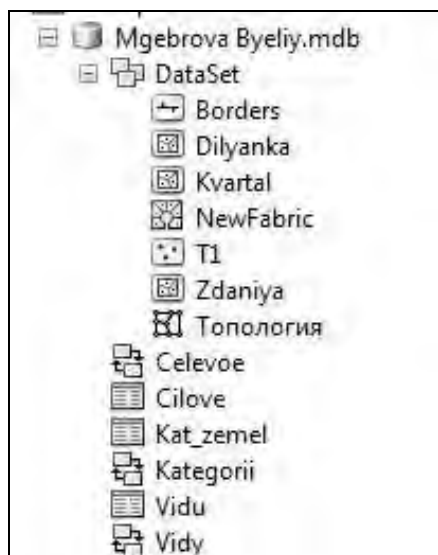 Mgebrova Byeliy.mdb
DataSet
Borders
Dilyanka
Kvartal
NewFabric
T1
Zdaniya
Топология
Celevoe
Cilove
Kat_zemel
Kategorii
Vidu
Vidy